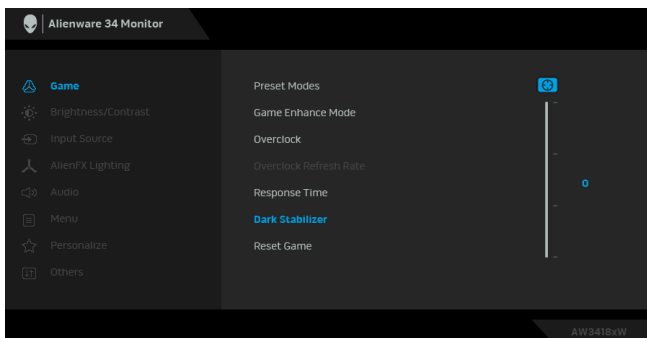 Alienware 34 Monitor
Game
Brightness/Contrast
Input Source
AlienFX Lighting
Audio
Menu
Personalize
Others
Preset Modes
Game Enhance Mode
Overclock
Overclock Refresh Rate
Response Time
Dark Stabilizer
Reset Game
0
AW3418xW